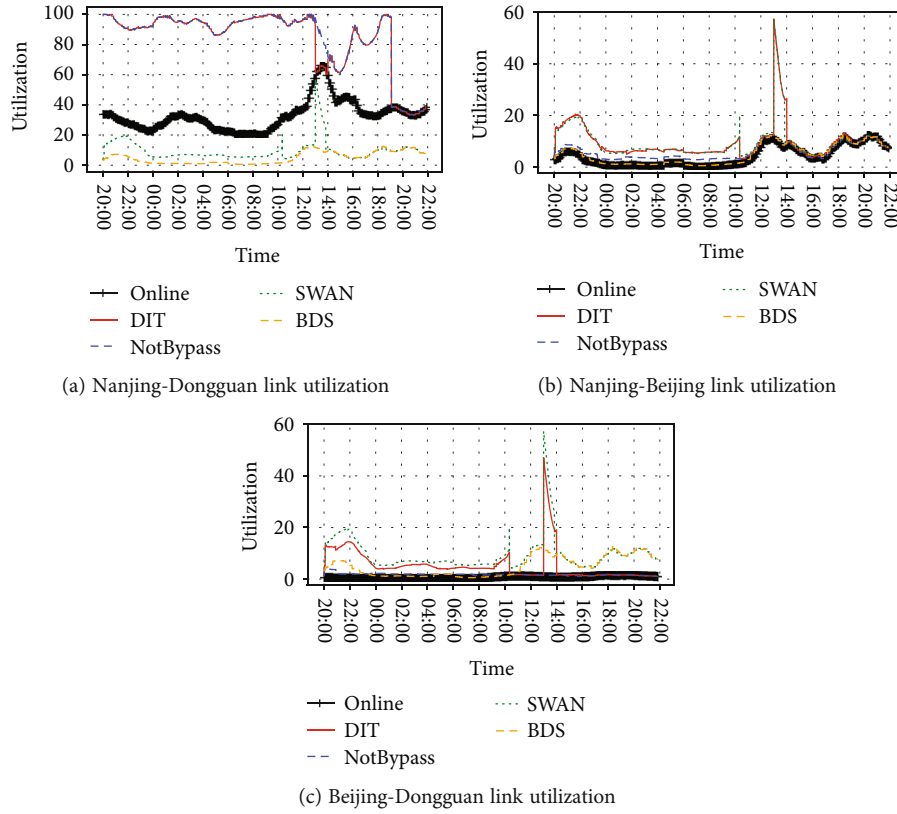 100
80
60
40
20
0
Utilization
20:00
22:00
00:00
02:00
04:00
06:00
08:00
10:00
12:00
14:00
16:00
18:00
20:00
22:00
Time
Online
DIT
NotBypass
SWAN
BDS
(a) Nanjing-Dongguan link utilization
60
40
20
0
Utilization
20:00
22:00
00:00
02:00
04:00
06:00
08:00
10:00
12:00
14:00
16:00
18:00
20:00
22:00
Time
Online
DIT
NotBypass
SWAN
BDS
(b) Nanjing-Beijing link utilization
60
40
20
0
Utilization
20:00
22:00
00:00
02:00
04:00
06:00
08:00
10:00
12:00
14:00
16:00
18:00
20:00
22:00
Time
Online
DIT
NotBypass
SWAN
BDS
(c) Beijing-Dongguan link utilization